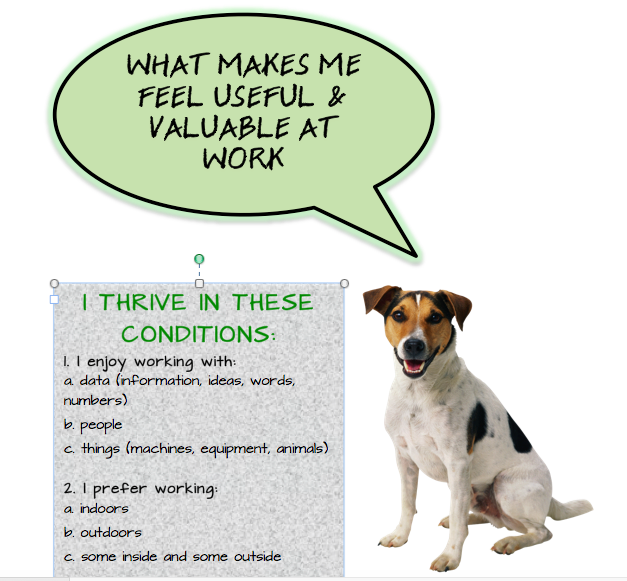 WHAT MAKES ME
FEEL USEFUL &
VALUABLE AT
WORK
I THRIVE IN THESE
CONDITIONS:
1. I enjoy working with:
a. data (information, ideas, words,
numbers)
b. people
c. things (machines, equipment, animals)
2. I prefer working:
a. indoors
b. outdoors
c. some inside and some outside